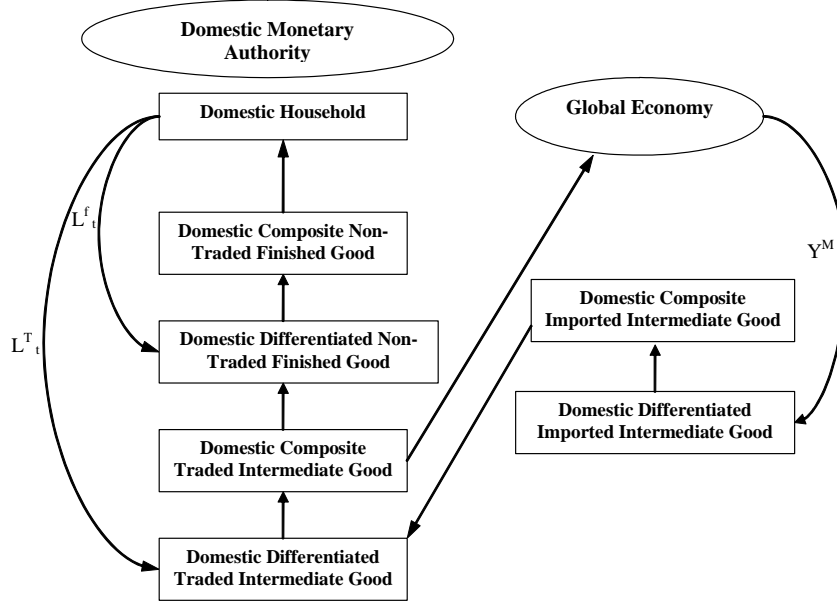 Domestic Monetary
Authority
Domestic Household
Global Economy
L^f_t
Domestic Composite Non-
Traded Finished Good
Y^M
Domestic Composite
Imported Intermediate Good
L^T_t
Domestic Differentiated Non-
Traded Finished Good
Domestic Differentiated
Imported Intermediate Good
Domestic Composite
Traded Intermediate Good
Domestic Differentiated
Traded Intermediate Good